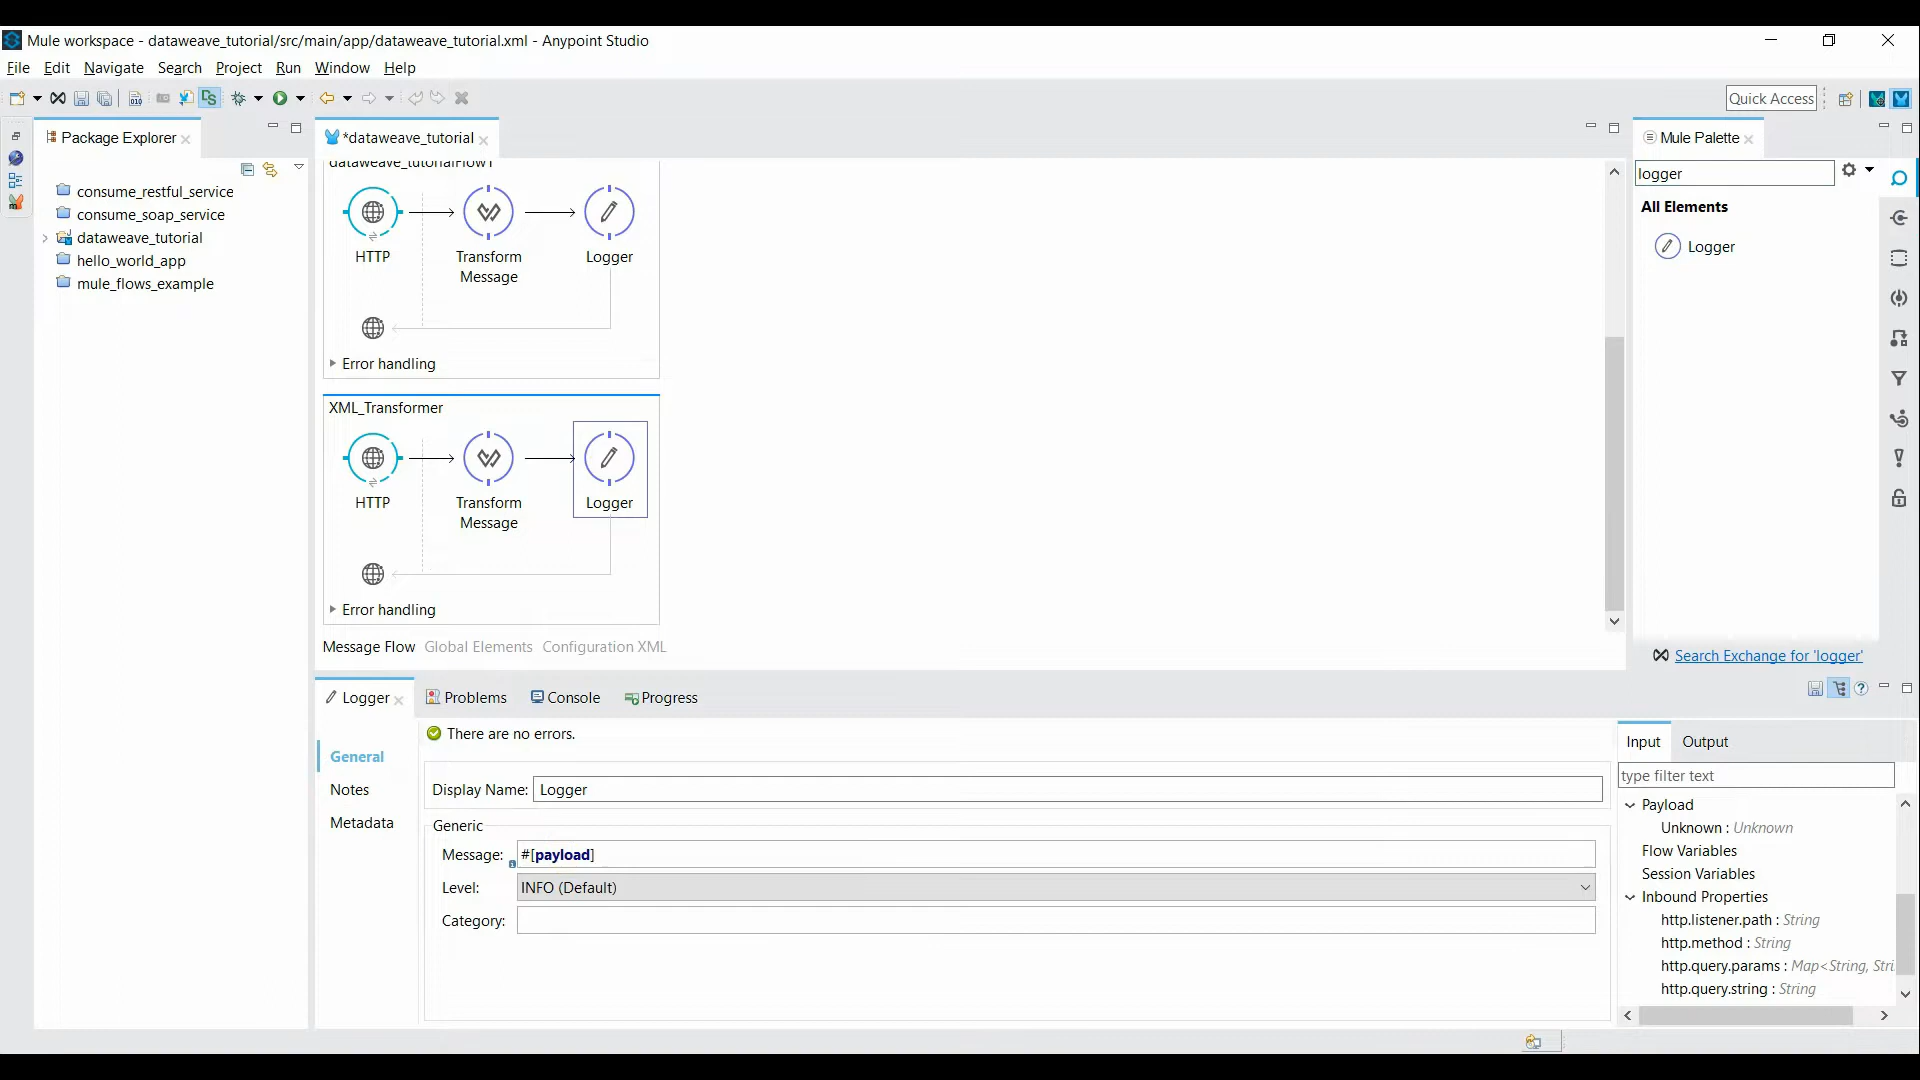 Mule workspace - dataweave_tutorial/src/main/app/dataweave_tutorial.xml - Anypoint Studio
File Edit Navigate Search Project Run Window Help
Quick Access
Package Explorer
*dataweave_tutorial
Mule Palette
consume_restful_service
consume_soap_service
dataweave_tutorial
hello_world_app
mule_flows_example
dataweave_tutorialFlow1
HTTP
Transform Message
Logger
Error handling
XML_Transformer
HTTP
Transform Message
Logger
Error handling
Message Flow Global Elements Configuration XML
logger
All Elements
Logger
Search Exchange for 'logger'
Logger Problems Console Progress
There are no errors.
General
Notes
Metadata
Display Name: Logger
Generic
Message: #[payload]
Level: INFO (Default)
Category:
Input Output
type filter text
Payload
Unknown : Unknown
Flow Variables
Session Variables
Inbound Properties
http.listener.path : String
http.method : String
http.query.params : Map<String, Stri
http.query.string : String